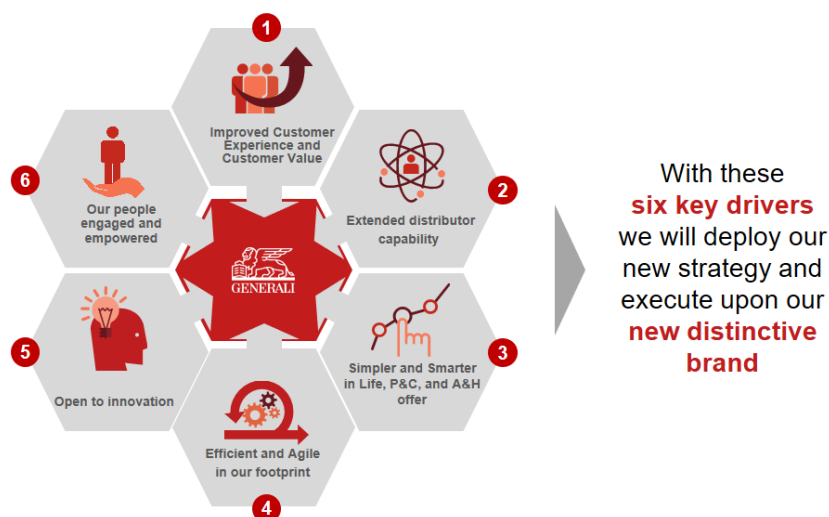 1
Improved Customer
Experience and
Customer Value
2
Extended distributor
capability
3
Simpler and Smarter
in Life, P&C, and A&H
offer
4
Efficient and Agile
in our footprint
5
Open to innovation
6
Our people
engaged and
empowered
GENERALI
With these
six key drivers
we will deploy our
new strategy and
execute upon our
new distinctive
brand